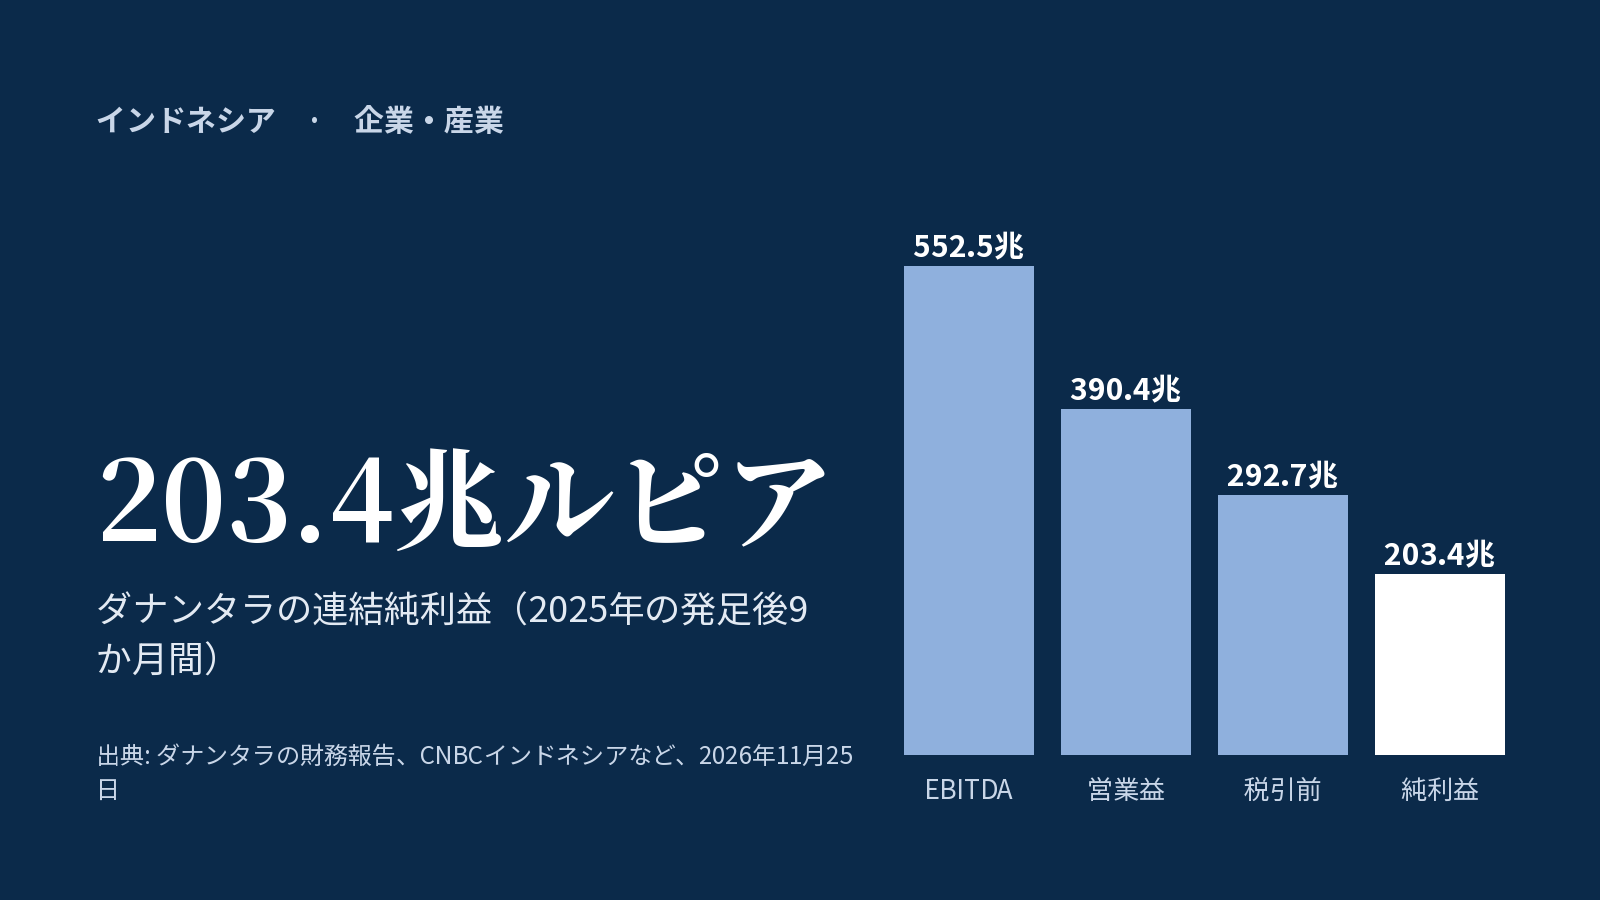 インドネシア · 企業・産業
203.4兆ルピア
ダナンタラの連結純利益（2025年の発足後9
か月間）
出典: ダナンタラの財務報告、CNBCインドネシアなど、2026年11月25
日
552.5兆
390.4兆
292.7兆
203.4兆
EBITDA 営業益 税引前 純利益